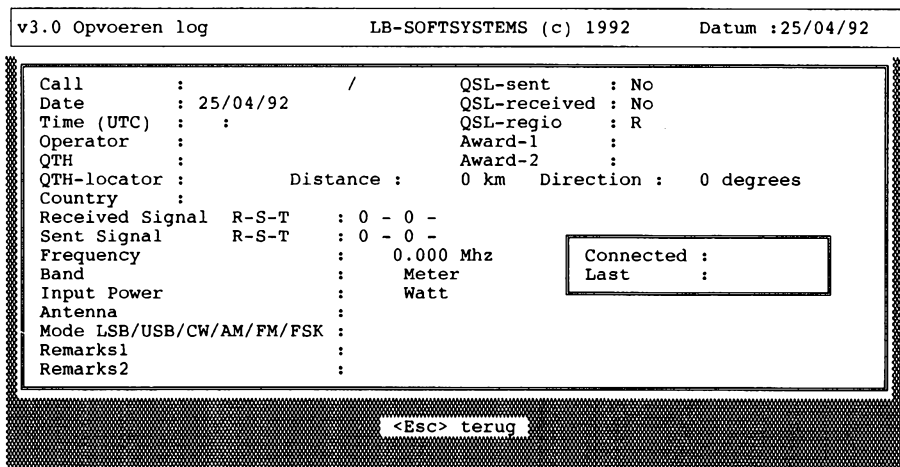 v3.0 Opvoeren log LB-SOFTSYSTEMS (c) 1992 Datum :25/04/92
Call : / QSL-sent : No
Date : 25/04/92 QSL-received : No
Time (UTC) : : QSL-regio : R
Operator : Award-1 :
QTH : Award-2 :
QTH-locator : Distance : 0 km Direction : 0 degrees
Country :
Received Signal R-S-T : 0 - 0 -
Sent Signal R-S-T : 0 - 0 -
Frequency : 0.000 Mhz
Connected :
Band : Meter
Last :
Input Power : Watt
Antenna :
Mode LSB/USB/CW/AM/FM/FSK :
Remarks1 :
Remarks2 :
<Esc> terug